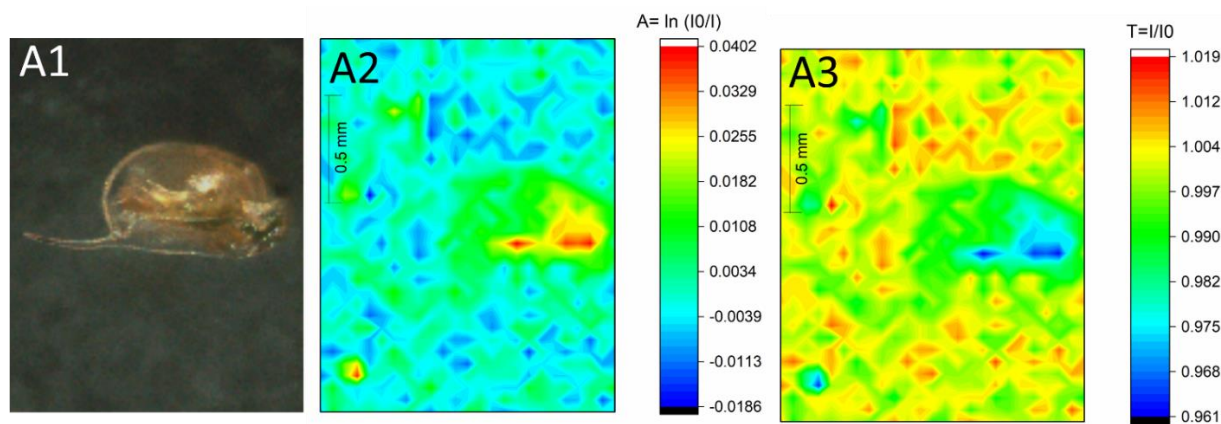 A1
A2
0.5 mm
A= ln (I0/I)
0.0402
0.0329
0.0255
0.0182
0.0108
0.0034
-0.0039
-0.0113
-0.0186
A3
0.5 mm
T=I/I0
1.019
1.012
1.004
0.997
0.990
0.982
0.975
0.968
0.961